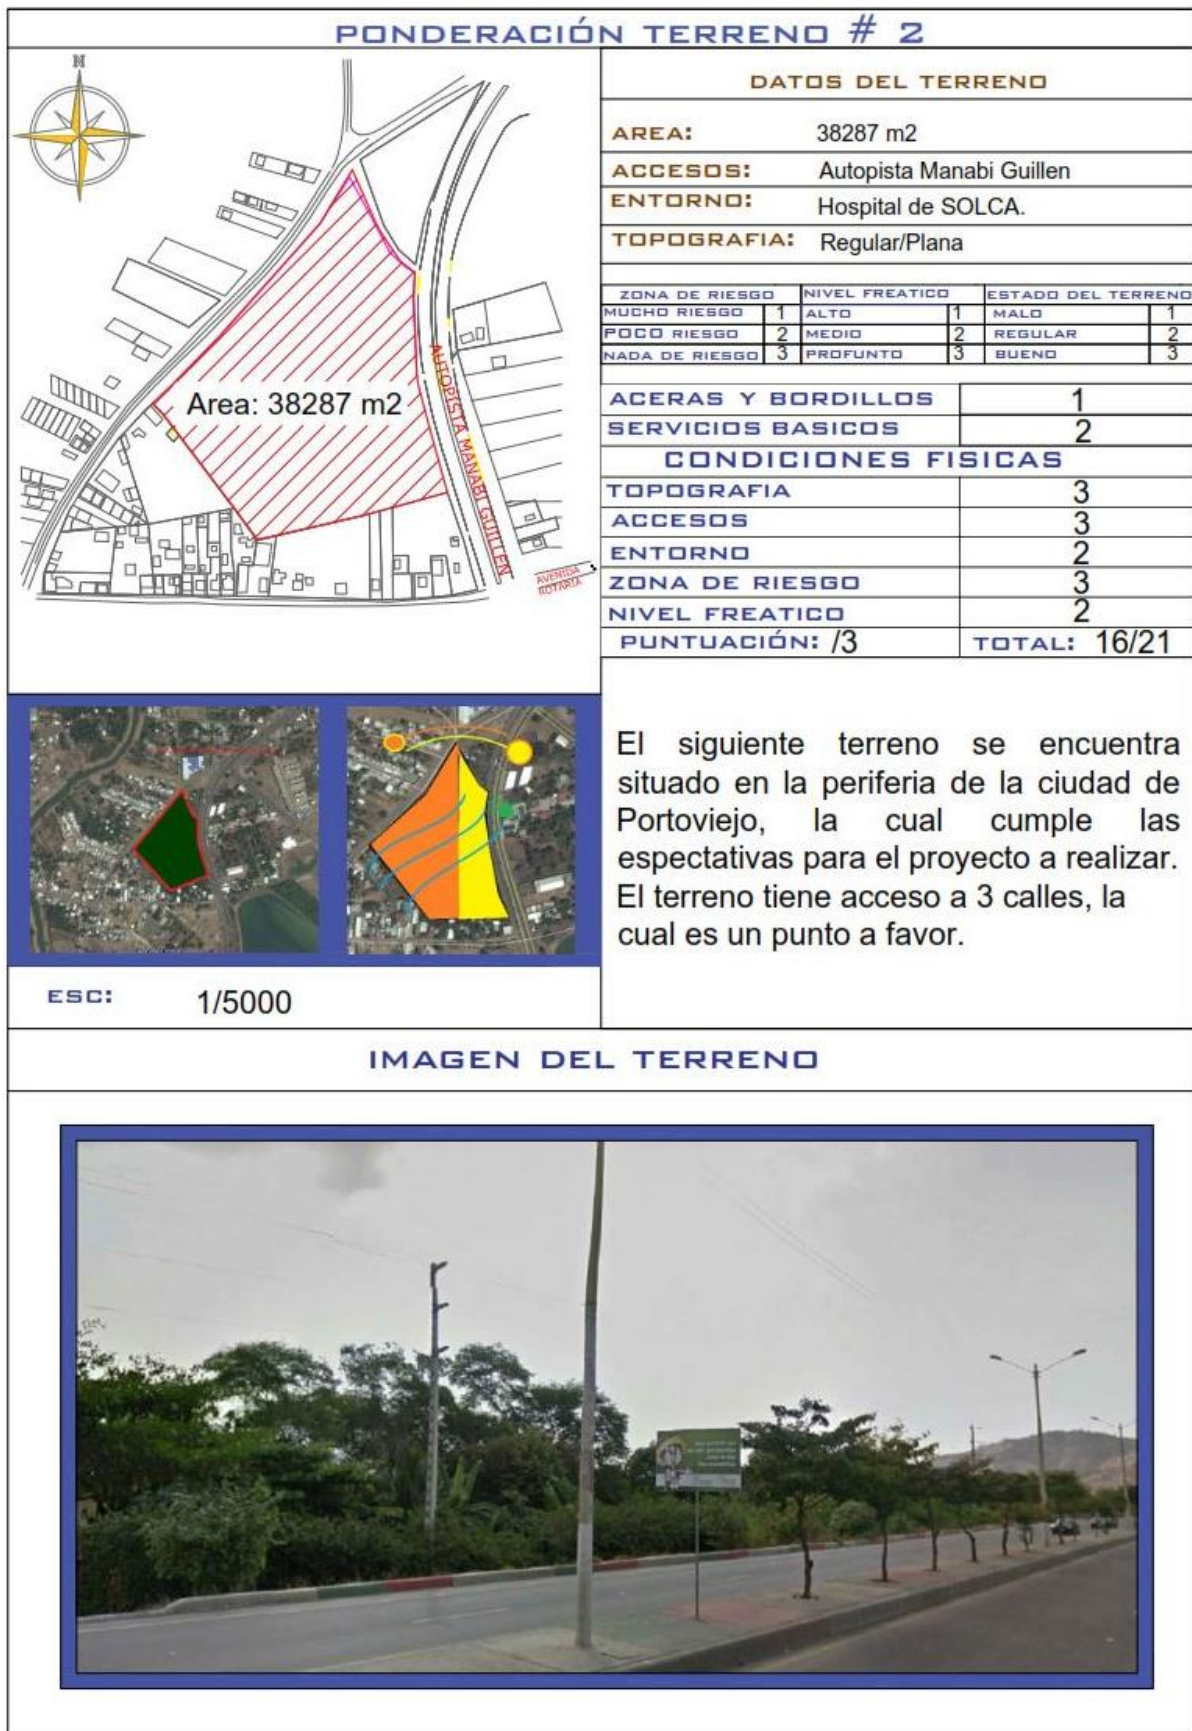 PONDERACIÓN TERRENO # 2
N
Area: 38287 m2
AUTOPISTA MANABI GUILLEN
AVENIDA
ROTARIA
DATOS DEL TERRENO
AREA: 38287 m2
ACCESOS: Autopista Manabi Guillen
ENTORNO: Hospital de SOLCA.
TOPOGRAFIA: Regular/Plana
ZONA DE RIESGO NIVEL FREATICO ESTADO DEL TERRENO
MUCHO RIESGO 1 ALTO 1 MALO 1
POCO RIESGO 2 MEDIO 2 REGULAR 2
NADA DE RIESGO 3 PROFUNTO 3 BUENO 3
ACERAS Y BORDILLOS 1
SERVICIOS BASICOS 2
CONDICIONES FISICAS
TOPOGRAFIA 3
ACCESOS 3
ENTORNO 2
ZONA DE RIESGO 3
NIVEL FREATICO 2
PUNTUACIÓN: /3 TOTAL: 16/21
El siguiente terreno se encuentra
situado en la periferia de la ciudad de
Portoviejo, la cual cumple las
espectativas para el proyecto a realizar.
El terreno tiene acceso a 3 calles, la
cual es un punto a favor.
ESC: 1/5000
IMAGEN DEL TERRENO